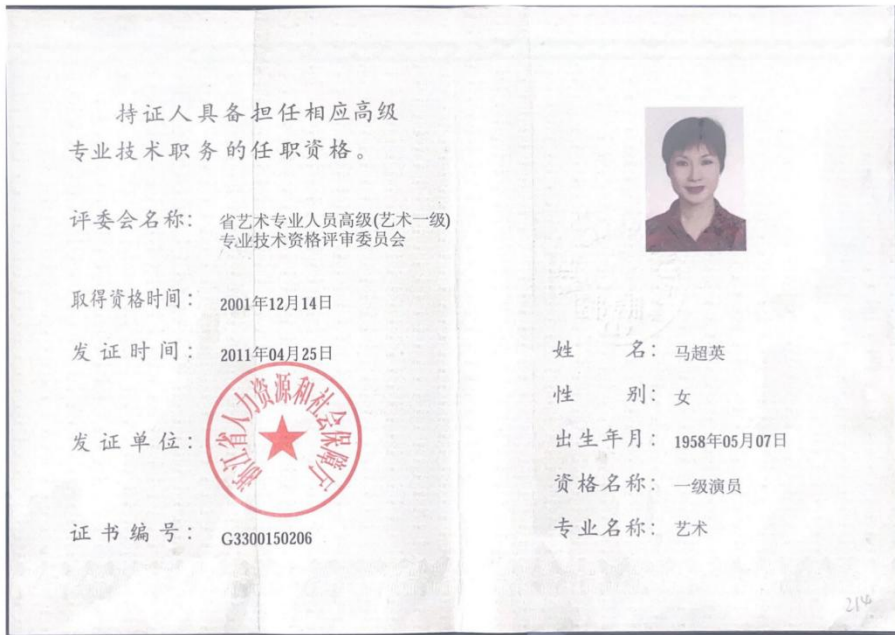 持证人具备担任相应高级
专业技术职务的任职资格。
评委会名称： 省艺术专业人员高级(艺术一级)
专业技术资格评审委员会
取得资格时间： 2001年12月14日
发证时间： 2011年04月25日
发证单位：
浙江省人力资源和社会保障厅
证书编号： G3300150206
姓名： 马超英
性别： 女
出生年月： 1958年05月07日
资格名称： 一级演员
专业名称： 艺术
214